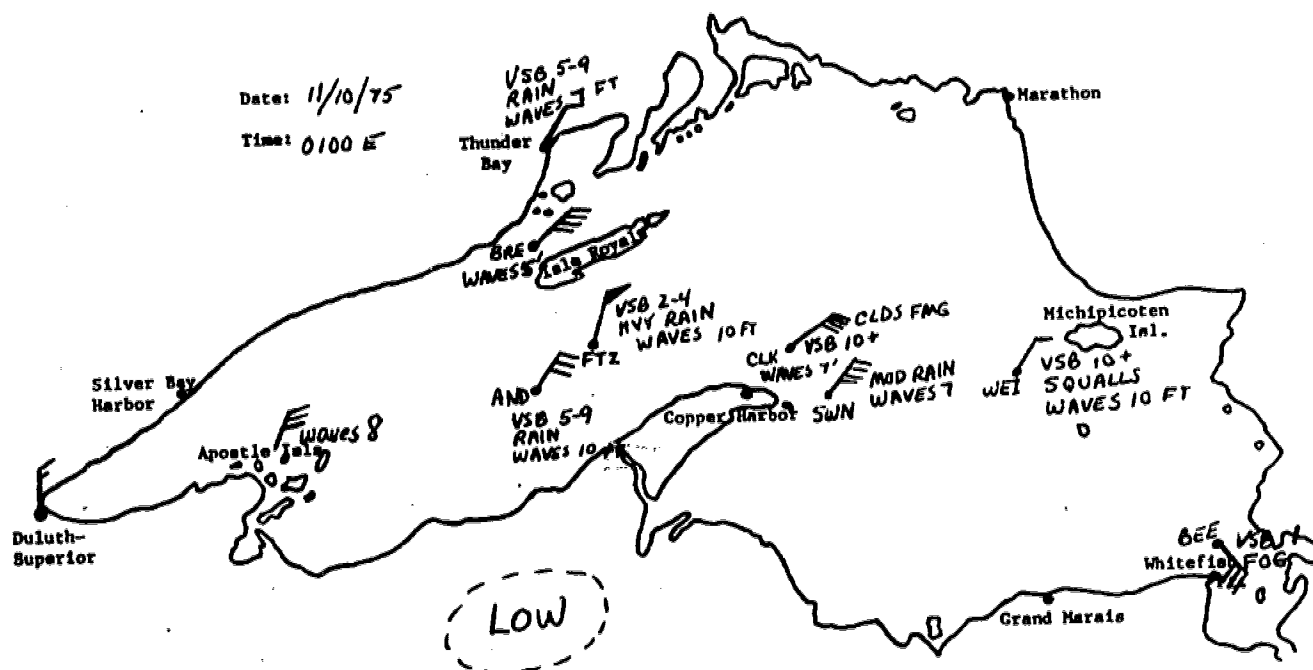 Date: 11/10/75
Time: 0100 E
VSB 5-9
RAIN
WAVES FT
Thunder
Bay
Marathon
BRE
WAVES 5'
Isle Royale
VSB 2-4
HVY RAIN
WAVES 10 FT
FTZ
CLDS FMG
VSB 10+
CLK
WAVES 7'
Michipicoten
Isl.
WEI
VSB 10+
SQUALLS
WAVES 10 FT
Silver Bay
Harbor
AND
VSB 5-9
RAIN
WAVES 10 FT
MOD RAIN
WAVES 7
Copper Harbor
SWN
waves 8
Apostle Isls
Duluth-
Superior
BEE
VSB
Whitefish
FOG
Grand Marais
LOW